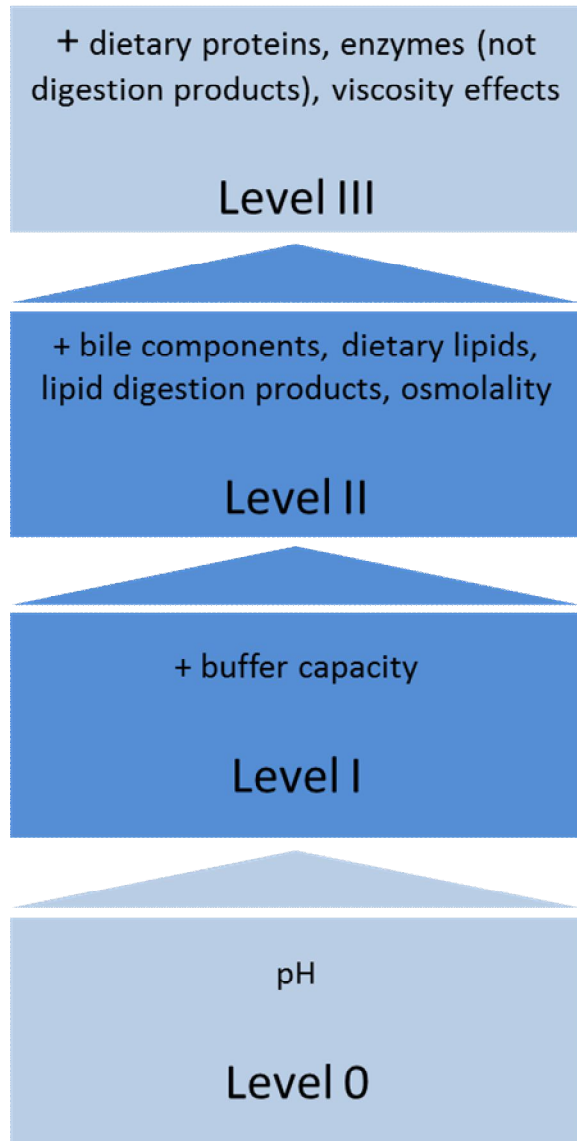 + dietary proteins, enzymes (not
digestion products), viscosity effects
Level III
+ bile components, dietary lipids,
lipid digestion products, osmolality
Level II
+ buffer capacity
Level I
pH
Level 0